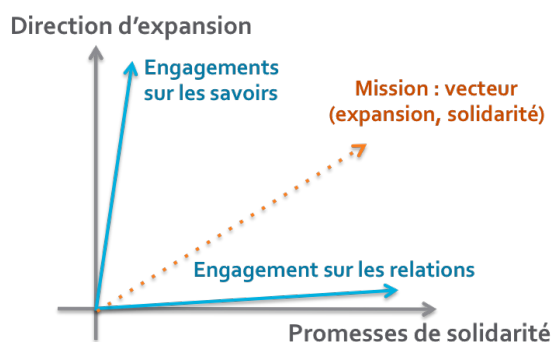 Direction d’expansion
Engagements
sur les savoirs
Mission : vecteur
(expansion, solidarité)
Engagement sur les relations
Promesses de solidarité